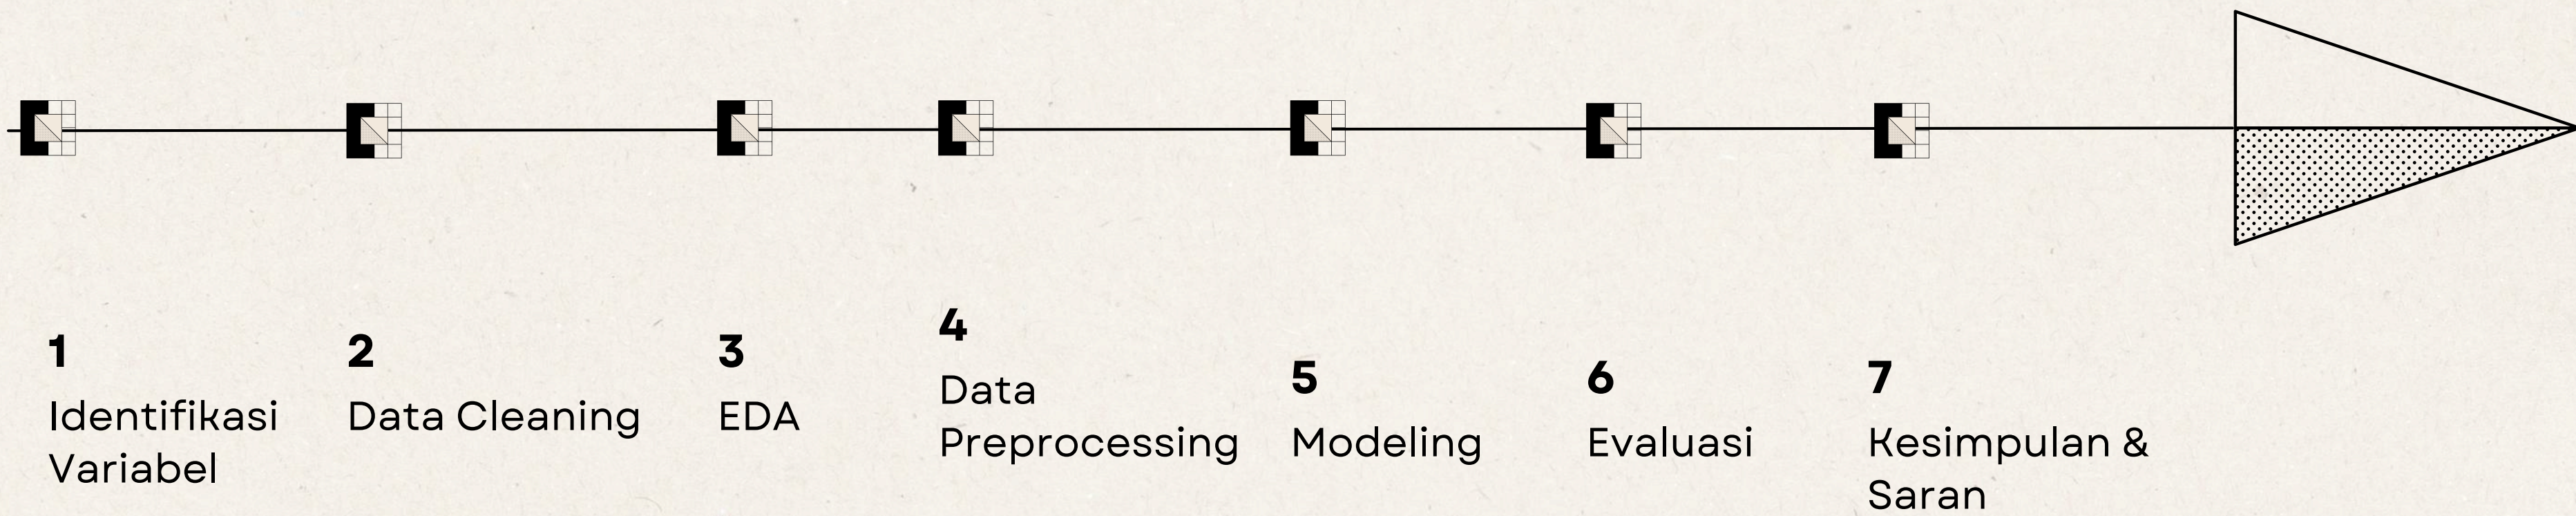 1
Identifikasi
Variabel
2
Data Cleaning
3
EDA
4
Data
Preprocessing
5
Modeling
6
Evaluasi
7
Kesimpulan &
Saran